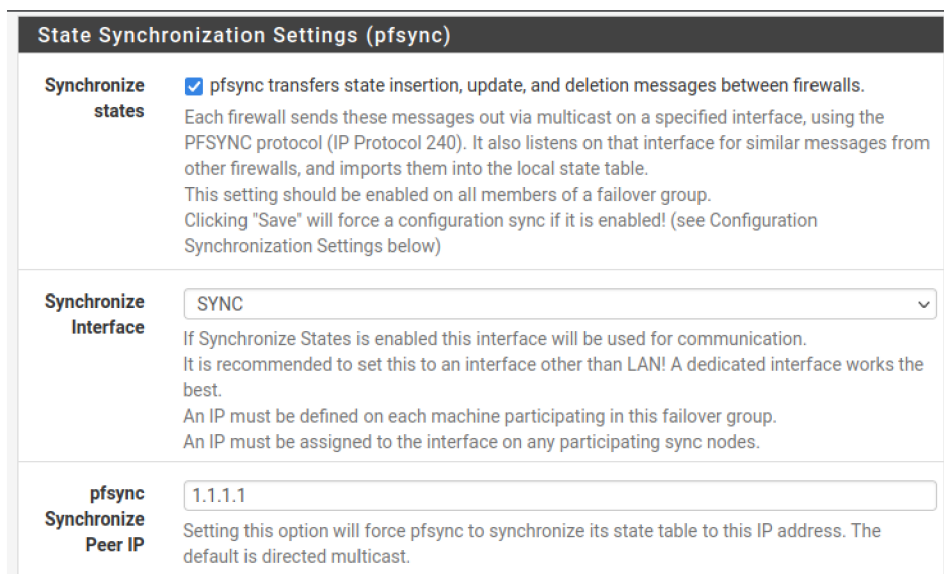 State Synchronization Settings (pfsync)
Synchronize states
pfsync transfers state insertion, update, and deletion messages between firewalls.
Each firewall sends these messages out via multicast on a specified interface, using the
PFSYNC protocol (IP Protocol 240). It also listens on that interface for similar messages from
other firewalls, and imports them into the local state table.
This setting should be enabled on all members of a failover group.
Clicking "Save" will force a configuration sync if it is enabled! (see Configuration
Synchronization Settings below)
Synchronize
Interface
SYNC
If Synchronize States is enabled this interface will be used for communication.
It is recommended to set this to an interface other than LAN! A dedicated interface works the
best.
An IP must be defined on each machine participating in this failover group.
An IP must be assigned to the interface on any participating sync nodes.
pfsync
Synchronize
Peer IP
1.1.1.1
Setting this option will force pfsync to synchronize its state table to this IP address. The
default is directed multicast.